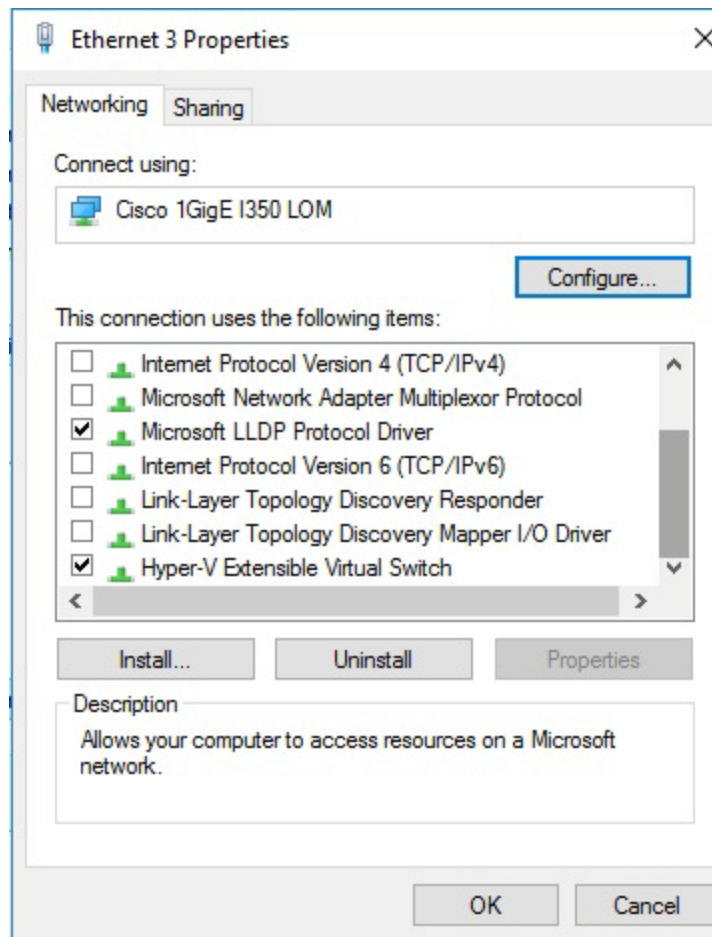 Ethernet 3 Properties
Networking
Sharing
Connect using:
Cisco 1GigE I350 LOM
Configure...
This connection uses the following items:
Internet Protocol Version 4 (TCP/IPv4)
Microsoft Network Adapter Multiplexor Protocol
Microsoft LLDP Protocol Driver
Internet Protocol Version 6 (TCP/IPv6)
Link-Layer Topology Discovery Responder
Link-Layer Topology Discovery Mapper I/O Driver
Hyper-V Extensible Virtual Switch
Install...
Uninstall
Properties
Description
Allows your computer to access resources on a Microsoft
network.
OK
Cancel